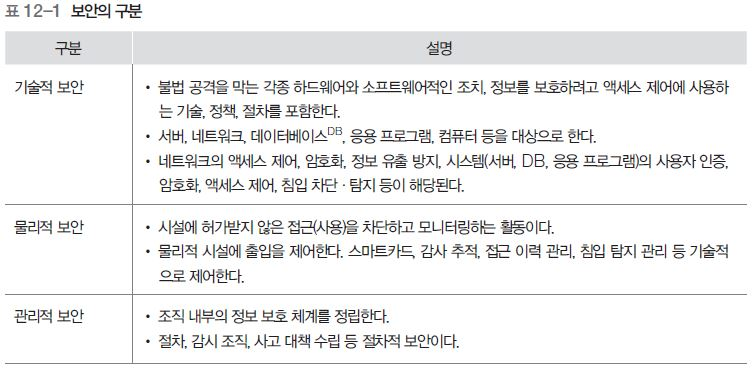 표 12-1 보안의 구분
구분 설명
기술적 보안
• 불법 공격을 막는 각종 하드웨어와 소프트웨어적인 조치, 정보를 보호하려고 액세스 제어에 사용하
는 기술, 정책, 절차를 포함한다.
• 서버, 네트워크, 데이터베이스DB, 응용 프로그램, 컴퓨터 등을 대상으로 한다.
• 네트워크의 액세스 제어, 암호화, 정보 유출 방지, 시스템(서버, DB, 응용 프로그램)의 사용자 인증,
암호화, 액세스 제어, 침입 차단 · 탐지 등이 해당된다.
물리적 보안
• 시설에 허가받지 않은 접근(사용)을 차단하고 모니터링하는 활동이다.
• 물리적 시설에 출입을 제어한다. 스마트카드, 감사 추적, 접근 이력 관리, 침입 탐지 관리 등 기술적
으로 제어한다.
관리적 보안
• 조직 내부의 정보 보호 체계를 정립한다.
• 절차, 감시 조직, 사고 대책 수립 등 절차적 보안이다.